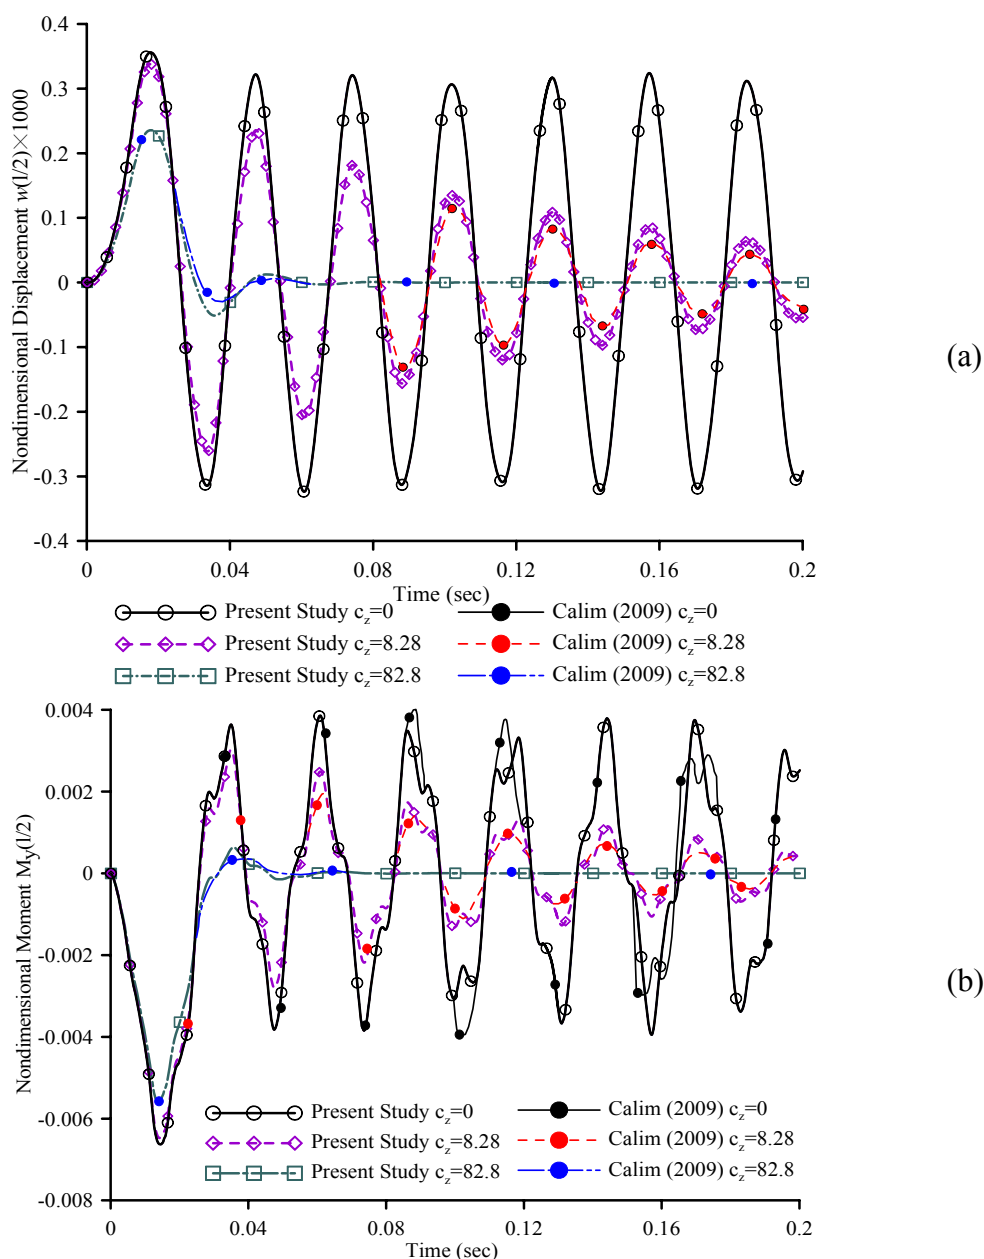 0.4
0.3
0.2
0.1
0
-0.1
-0.2
-0.3
-0.4
Nondimensional Displacement w(l/2)×1000
(a)
0 0.04 0.08 0.12 0.16 0.2
Time (sec)
Present Study c_z=0 Calim (2009) c_z=0
Present Study c_z=8.28 Calim (2009) c_z=8.28
Present Study c_z=82.8 Calim (2009) c_z=82.8
0.004
0.002
0
-0.002
-0.004
-0.006
-0.008
Nondimensional Moment M_y(l/2)
(b)
Present Study c_z=0 Calim (2009) c_z=0
Present Study c_z=8.28 Calim (2009) c_z=8.28
Present Study c_z=82.8 Calim (2009) c_z=82.8
0 0.04 0.08 0.12 0.16 0.2
Time (sec)